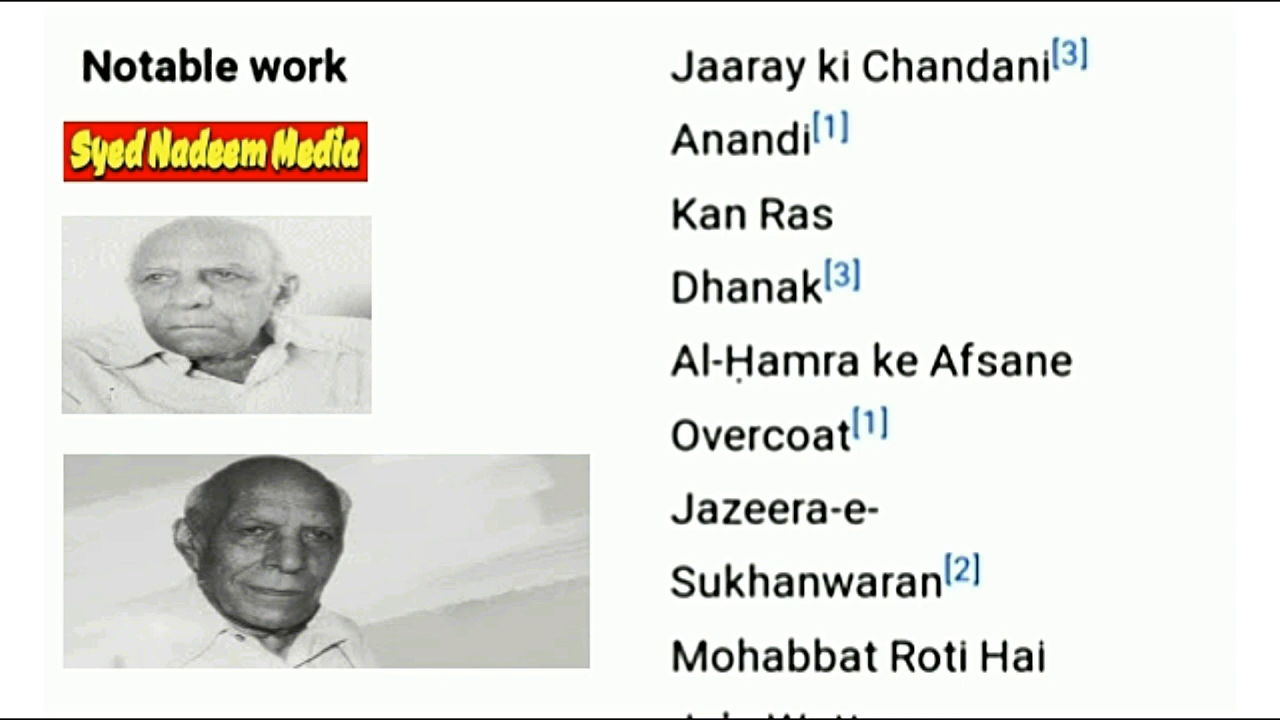 Notable work
Syed Nadeem Media
Jaaray ki Chandani[3]
Anandi[1]
Kan Ras
Dhanak[3]
Al-Ḥamra ke Afsane
Overcoat[1]
Jazeera-e-
Sukhanwaran[2]
Mohabbat Roti Hai